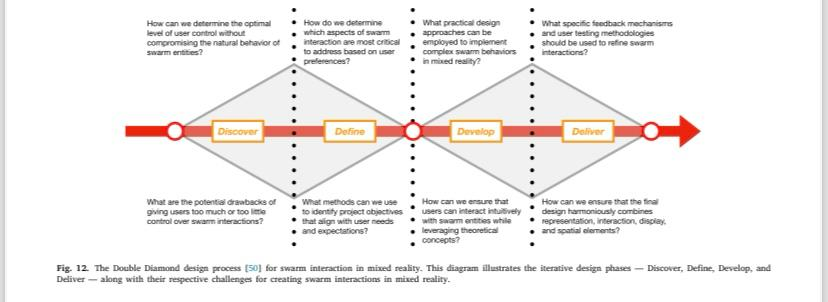 How can we determine the optimal
level of user control without
compromising the natural behavior of
swarm entities?
How do we determine
which aspects of swarm
interaction are most critical
to address based on user
preferences?
What practical design
approaches can be
employed to implement
complex swarm behaviors
in mixed reality?
What specific feedback mechanisms
and user testing methodologies
should be used to refine swarm
interactions?
Discover
Define
Develop
Deliver
What are the potential drawbacks of
giving users too much or too little
control over swarm interactions?
What methods can we use
to identify project objectives
that align with user needs
and expectations?
How can we ensure that
users can interact intuitively
with swarm entities while
leveraging theoretical
concepts?
How can we ensure that the final
design harmoniously combines
representation, interaction, display,
and spatial elements?
Fig. 12. The Double Diamond design process [50] for swarm interaction in mixed reality. This diagram illustrates the iterative design phases — Discover, Define, Develop, and
Deliver — along with their respective challenges for creating swarm interactions in mixed reality.